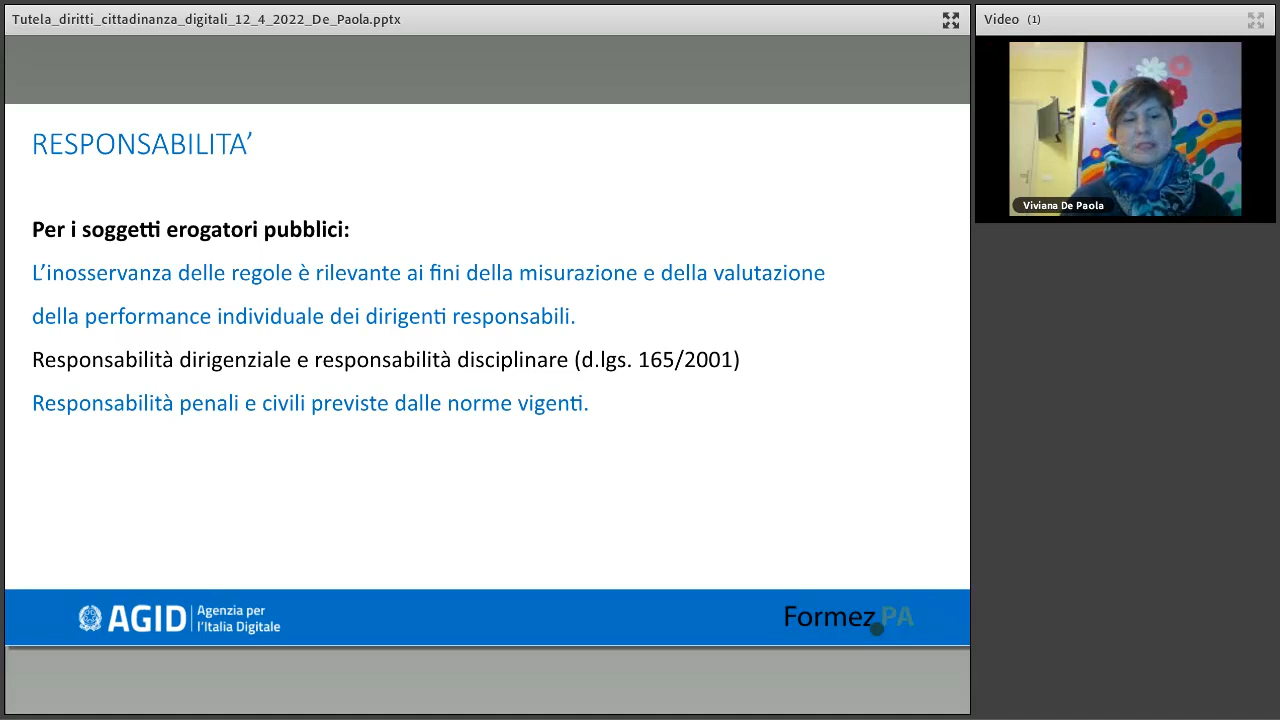 Tutela_diritti_cittadinanza_digitali_12_4_2022_De_Paola.pptx
Video (1)
Viviana De Paola
RESPONSABILITA’
Per i soggetti erogatori pubblici:
L’inosservanza delle regole è rilevante ai fini della misurazione e della valutazione
della performance individuale dei dirigenti responsabili.
Responsabilità dirigenziale e responsabilità disciplinare (d.lgs. 165/2001)
Responsabilità penali e civili previste dalle norme vigenti.
AGID
Agenzia per
l’Italia Digitale
Formez PA